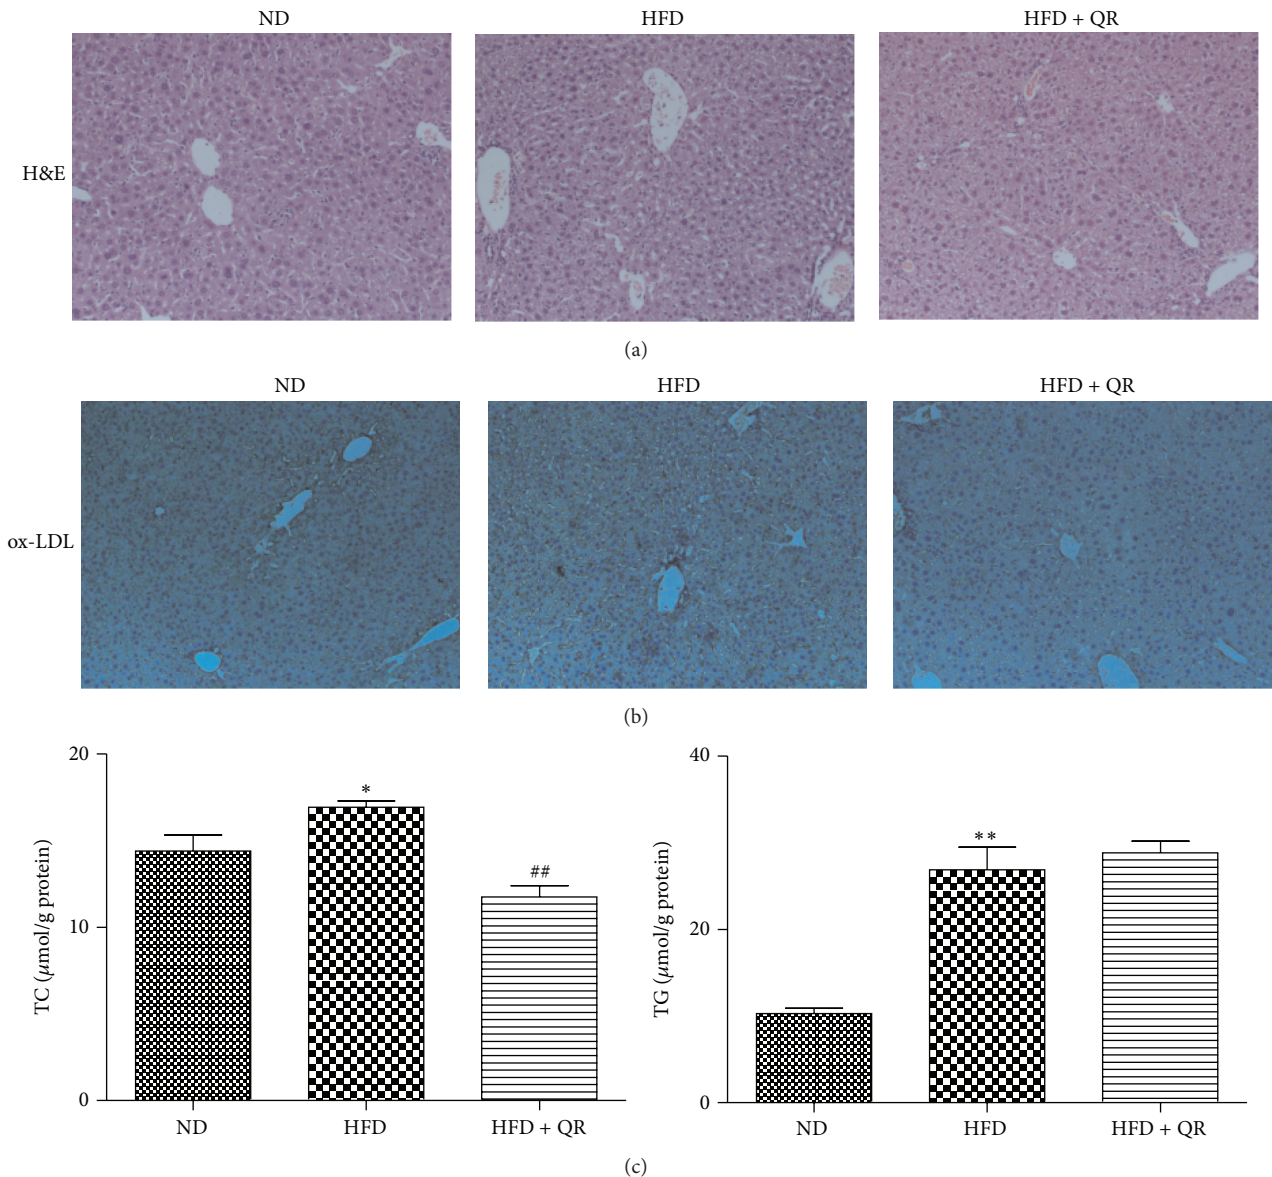 ND HFD HFD + QR
H&E
(a)
ND HFD HFD + QR
ox-LDL
(b)
20
10
0
TC (μmol/g protein)
*
##
ND HFD HFD + QR
40
20
0
TG (μmol/g protein)
**
ND HFD HFD + QR
(c)